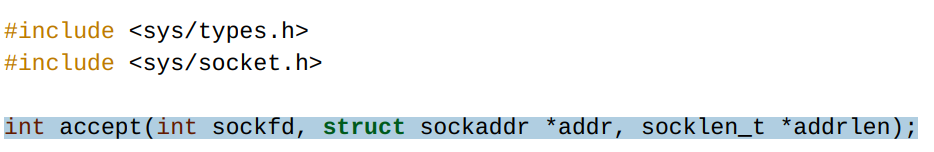 #include <sys/types.h>
#include <sys/socket.h>
int accept(int sockfd, struct sockaddr *addr, socklen_t *addrlen);